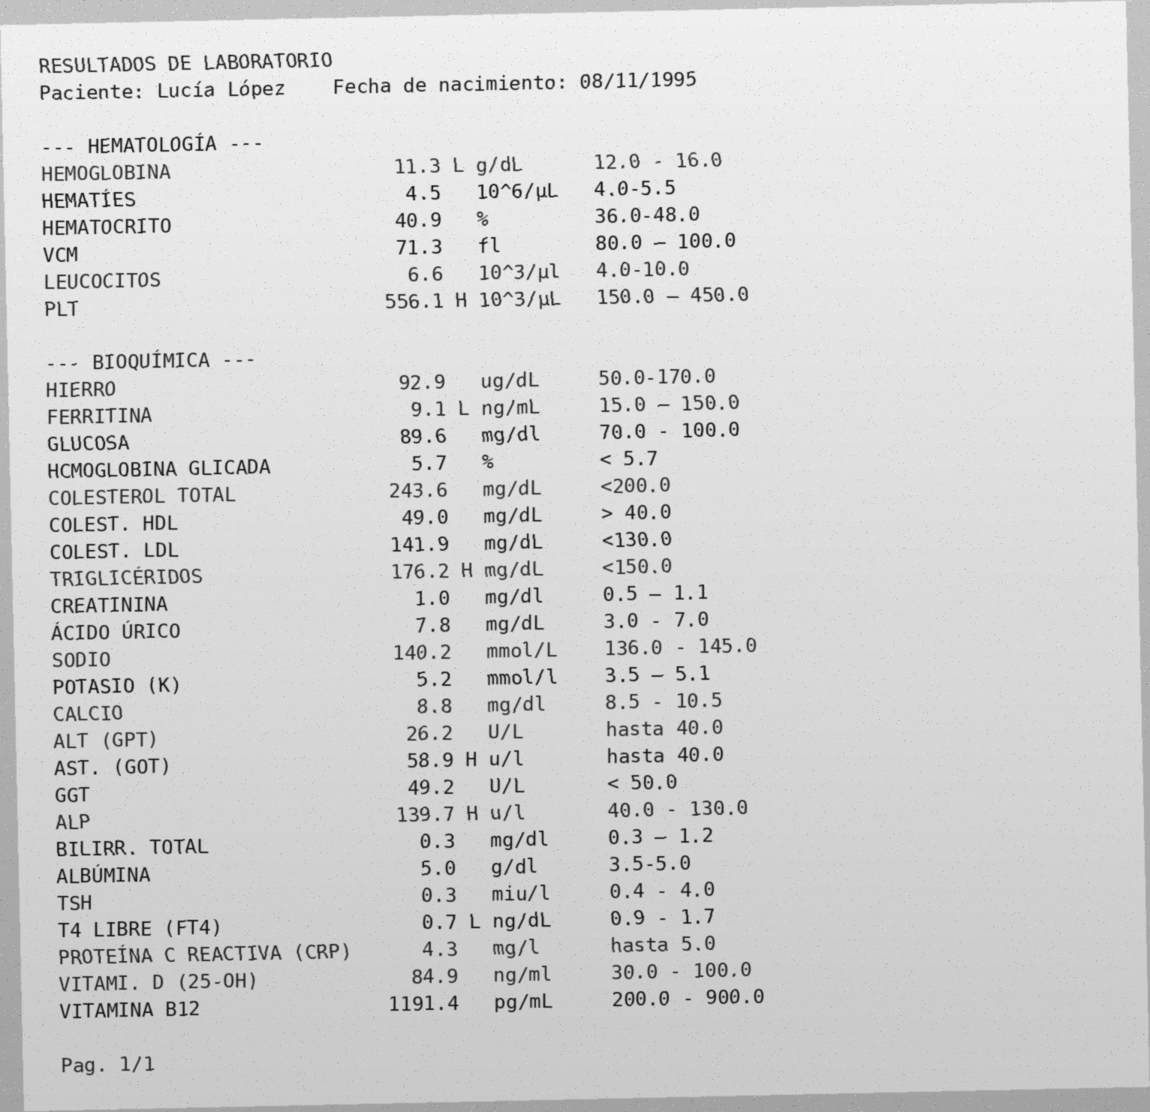 RESULTADOS DE LABORATORIO
Paciente: Lucía López    Fecha de nacimiento: 08/11/1995
--- HEMATOLOGÍA ---
HEMOGLOBINA 11.3 L g/dL 12.0 - 16.0
HEMATÍES 4.5 10^6/µL 4.0-5.5
HEMATOCRITO 40.9 % 36.0-48.0
VCM 71.3 fl 80.0 – 100.0
LEUCOCITOS 6.6 10^3/µl 4.0-10.0
PLT 556.1 H 10^3/µL 150.0 – 450.0
--- BIOQUÍMICA ---
HIERRO 92.9 ug/dL 50.0-170.0
FERRITINA 9.1 L ng/mL 15.0 – 150.0
GLUCOSA 89.6 mg/dl 70.0 - 100.0
HCMOGLOBINA GLICADA 5.7 % < 5.7
COLESTEROL TOTAL 243.6 mg/dL <200.0
COLEST. HDL 49.0 mg/dL > 40.0
COLEST. LDL 141.9 mg/dL <130.0
TRIGLICÉRIDOS 176.2 H mg/dL <150.0
CREATININA 1.0 mg/dl 0.5 – 1.1
ÁCIDO ÚRICO 7.8 mg/dL 3.0 - 7.0
SODIO 140.2 mmol/L 136.0 - 145.0
POTASIO (K) 5.2 mmol/l 3.5 – 5.1
CALCIO 8.8 mg/dl 8.5 - 10.5
ALT (GPT) 26.2 U/L hasta 40.0
AST. (GOT) 58.9 H u/l hasta 40.0
GGT 49.2 U/L < 50.0
ALP 139.7 H u/l 40.0 - 130.0
BILIRR. TOTAL 0.3 mg/dl 0.3 – 1.2
ALBÚMINA 5.0 g/dl 3.5-5.0
TSH 0.3 miu/l 0.4 - 4.0
T4 LIBRE (FT4) 0.7 L ng/dL 0.9 - 1.7
PROTEÍNA C REACTIVA (CRP) 4.3 mg/l hasta 5.0
VITAMI. D (25-OH) 84.9 ng/ml 30.0 - 100.0
VITAMINA B12 1191.4 pg/mL 200.0 - 900.0
Pag. 1/1